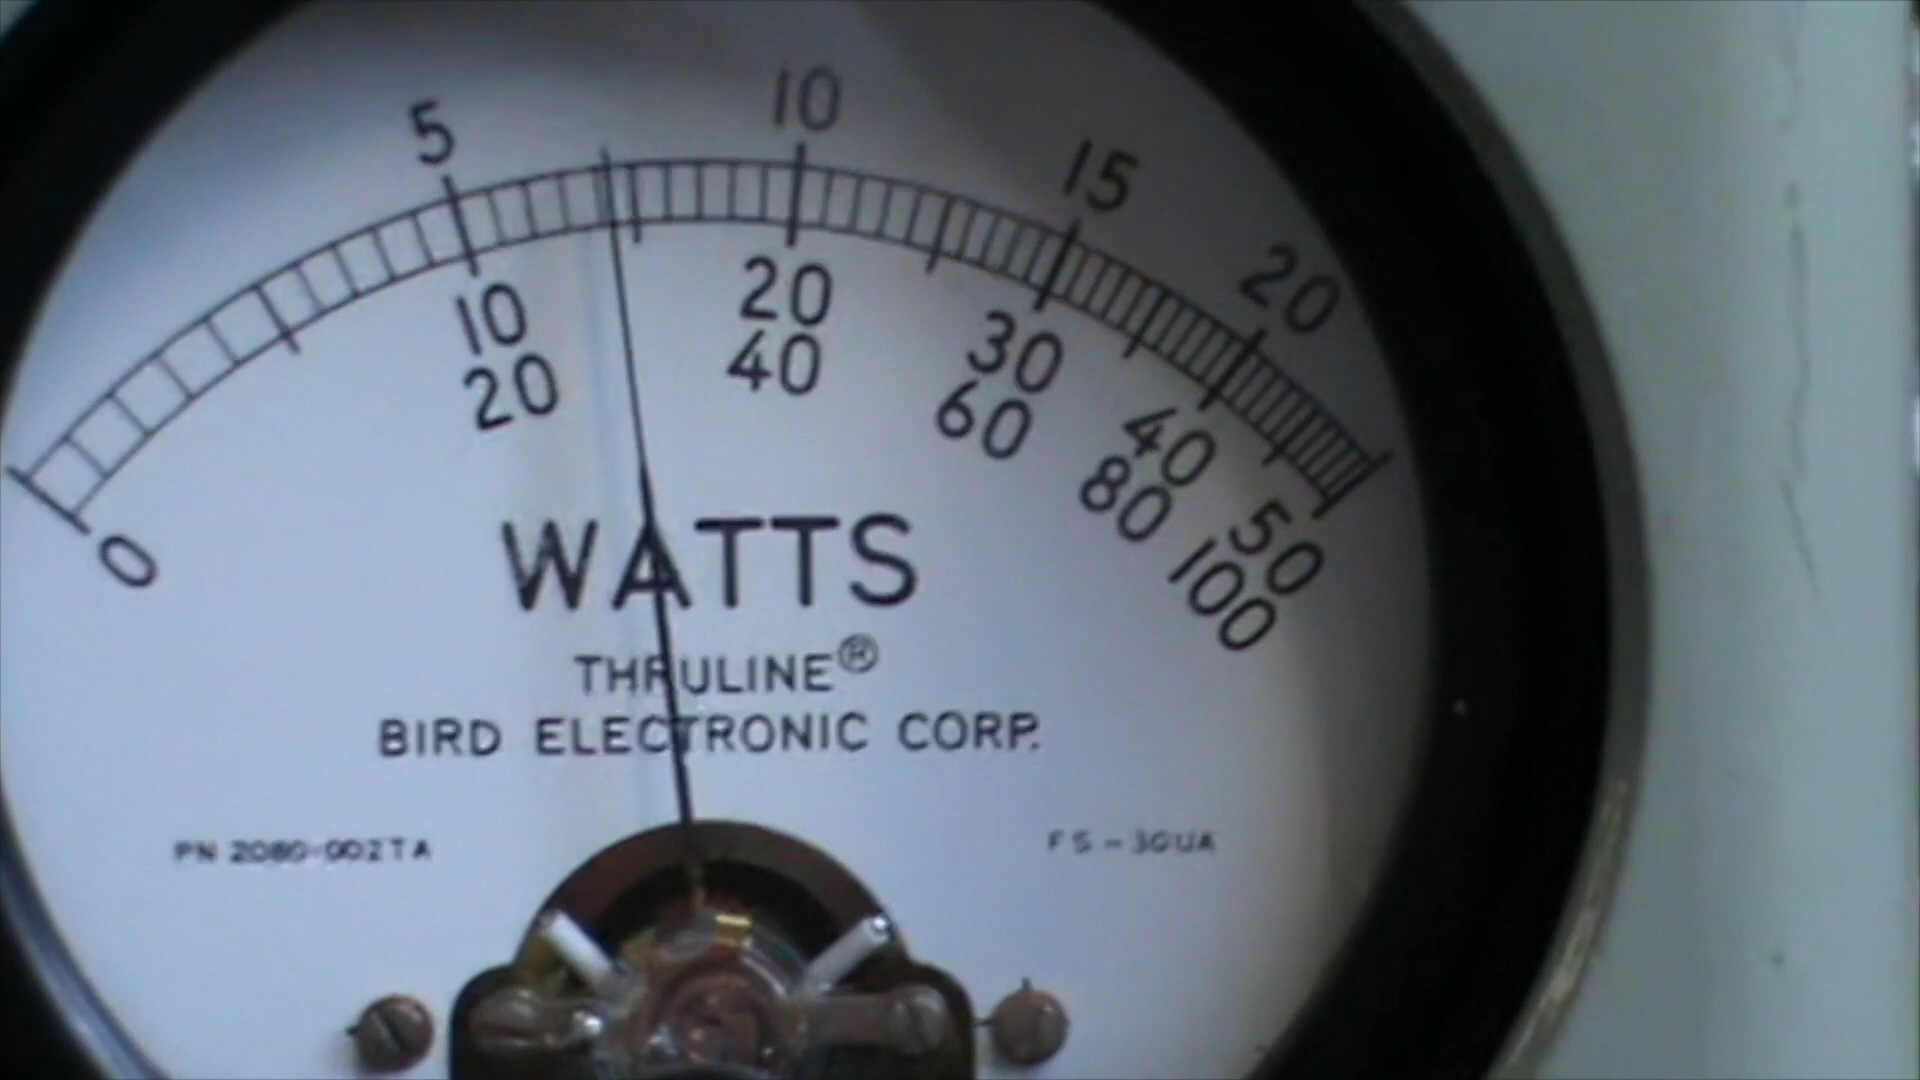 5 10 15 20
0 10 20 30 40 50
20 40 60 80 100
WATTS
THRULINE®
BIRD ELECTRONIC CORP.
PN 2080-002TA FS-30UA